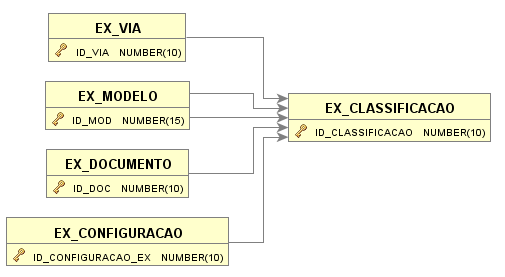 EX_VIA
ID_VIA NUMBER(10)
EX_MODELO
ID_MOD NUMBER(15)
EX_DOCUMENTO
ID_DOC NUMBER(10)
EX_CONFIGURACAO
ID_CONFIGURACAO_EX NUMBER(10)
EX_CLASSIFICACAO
ID_CLASSIFICACAO NUMBER(10)